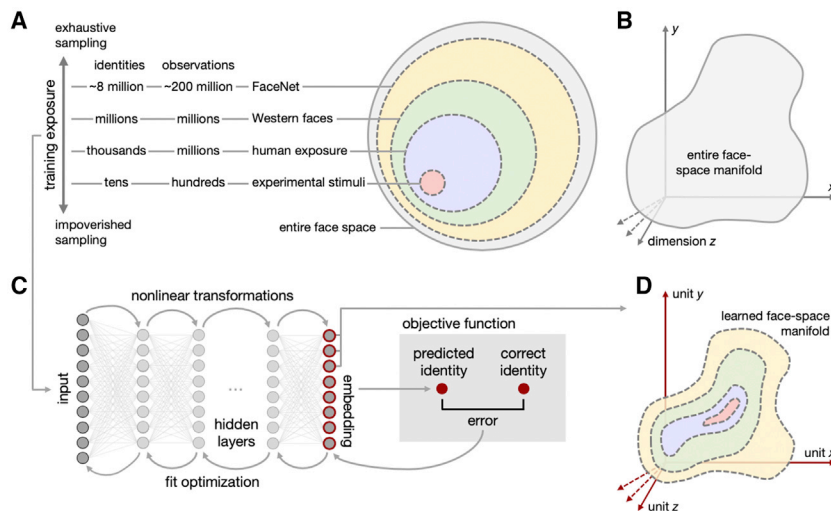 A
exhaustive
sampling
training exposure
impoverished
sampling
identities
observations
~8 million
~200 million
FaceNet
millions
millions
Western faces
thousands
millions
human exposure
tens
hundreds
experimental stimuli
entire face space
B
y
x
entire face-
space manifold
dimension z
C
nonlinear transformations
input
...
hidden
layers
embedding
fit optimization
objective function
predicted
identity
correct
identity
error
D
unit y
learned face-space
manifold
unit x
unit z